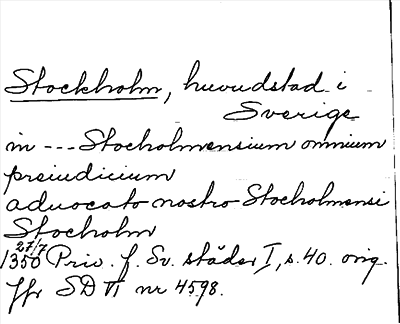 Stockholm, huvudstad i
Sverige
in --- Stocholmensium omnium
preiudicium
aduocato nostro Stocholmensi
Stocholm
27/7
1350 Priv. f. Sv. städer I, s. 40. orig.
Jfr SD VI nr 4598.